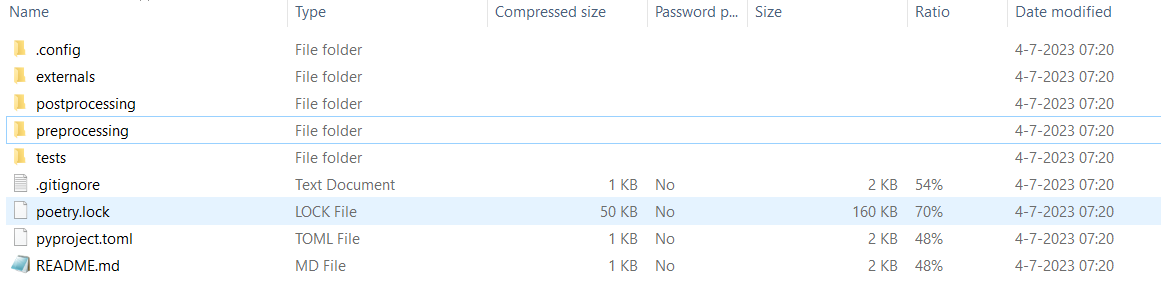 Name Type Compressed size Password p... Size Ratio Date modified
.config File folder 4-7-2023 07:20
externals File folder 4-7-2023 07:20
postprocessing File folder 4-7-2023 07:20
preprocessing File folder 4-7-2023 07:20
tests File folder 4-7-2023 07:20
.gitignore Text Document 1 KB No 2 KB 54% 4-7-2023 07:20
poetry.lock LOCK File 50 KB No 160 KB 70% 4-7-2023 07:20
pyproject.toml TOML File 1 KB No 2 KB 48% 4-7-2023 07:20
README.md MD File 1 KB No 2 KB 48% 4-7-2023 07:20